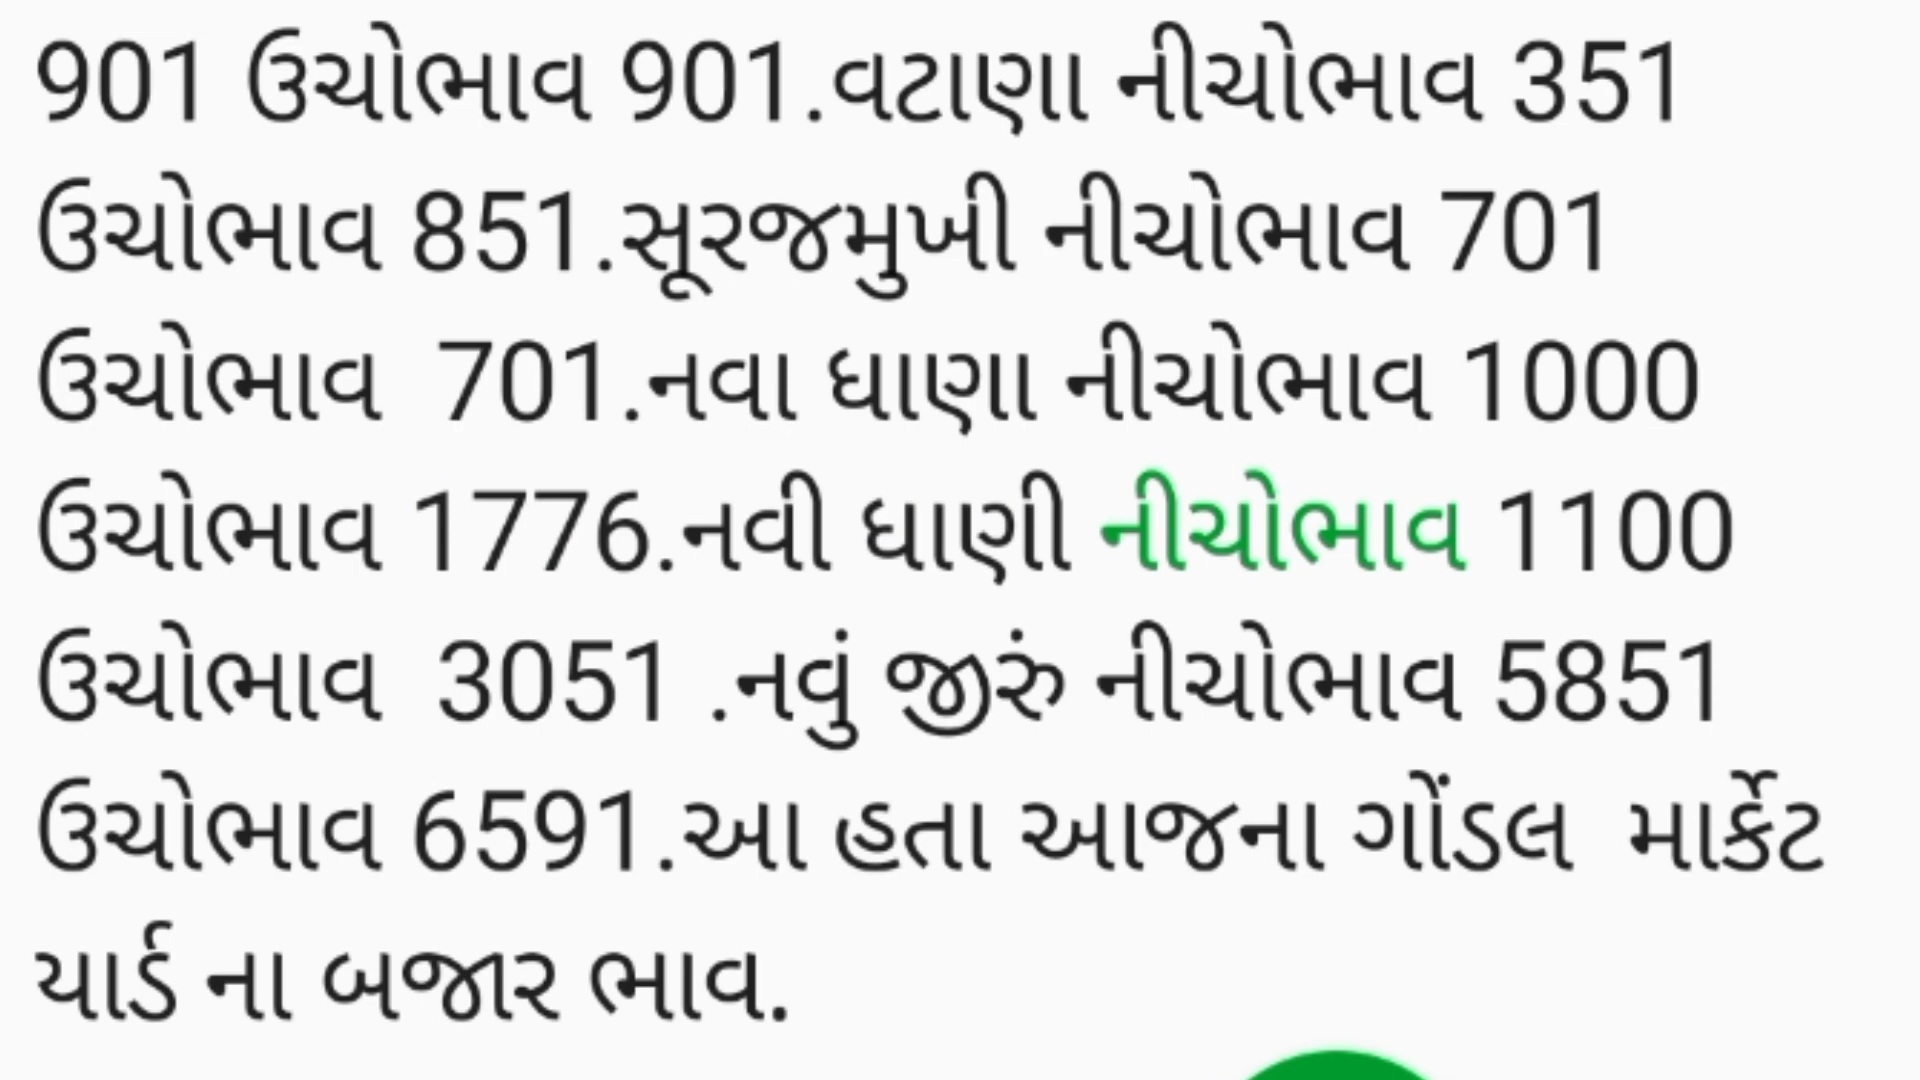 901 ઉચોભાવ 901.વટાણા નીચોભાવ 351
ઉચોભાવ 851.સૂરજમુખી નીચોભાવ 701
ઉચોભાવ  701.નવા ધાણા નીચોભાવ 1000
ઉચોભાવ 1776.નવી ધાણી નીચોભાવ 1100
ઉચોભાવ  3051 .નવું જીરું નીચોભાવ 5851
ઉચોભાવ 6591.આ હતા આજના ગોંડલ  માર્કેટ
યાર્ડ ના બજાર ભાવ.